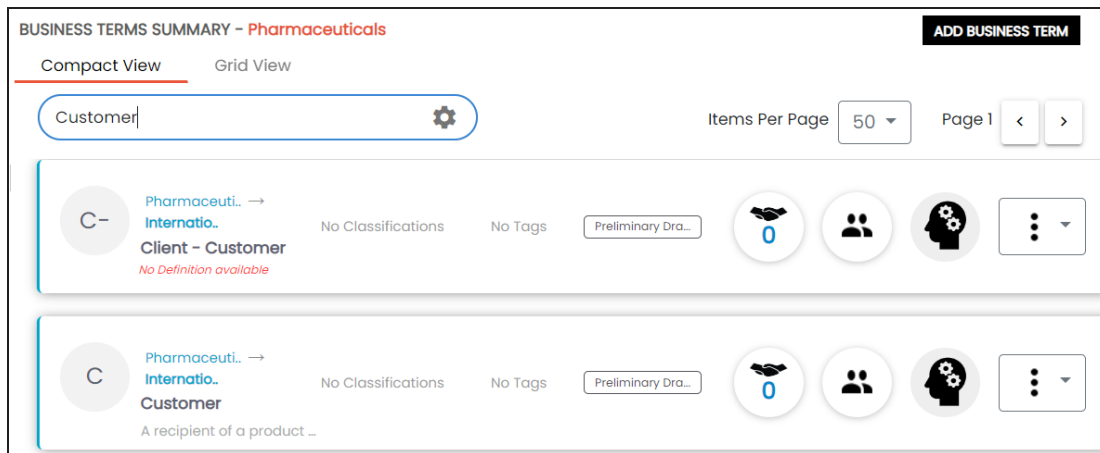 BUSINESS TERMS SUMMARY - Pharmaceuticals
ADD BUSINESS TERM
Compact View
Grid View
Customer
Items Per Page
50
Page 1
<
>
C-
Pharmaceuti.. →
Internatio..
Client - Customer
No Definition available
No Classifications
No Tags
Preliminary Dra...
0
C
Pharmaceuti.. →
Internatio..
Customer
A recipient of a product ...
No Classifications
No Tags
Preliminary Dra...
0